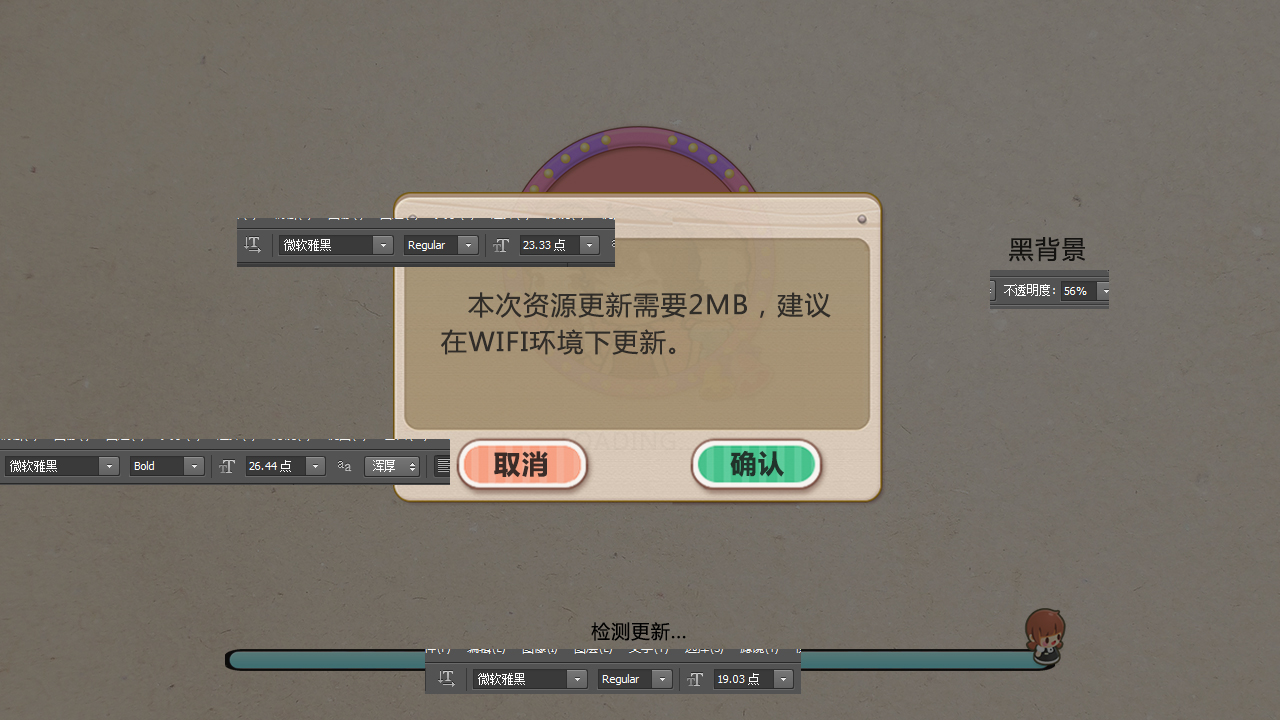 微软雅黑 Regular 23.33 点
黑背景
不透明度: 56%
本次资源更新需要2MB，建议
在WIFI环境下更新。
LOADING
微软雅黑 Bold 26.44 点 aa 浑厚
取消 确认
检测更新...
微软雅黑 Regular 19.03 点